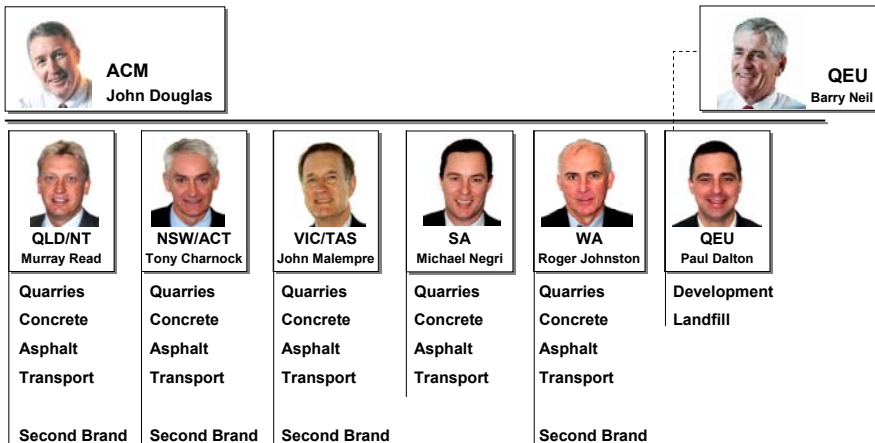 ACM
John Douglas
QEU
Barry Neil
QLD/NT
Murray Read
NSW/ACT
Tony Charnock
VIC/TAS
John Malempre
SA
Michael Negri
WA
Roger Johnston
QEU
Paul Dalton
Quarries
Concrete
Asphalt
Transport
Second Brand
Quarries
Concrete
Asphalt
Transport
Second Brand
Quarries
Concrete
Asphalt
Transport
Second Brand
Quarries
Concrete
Asphalt
Transport
Quarries
Concrete
Asphalt
Transport
Second Brand
Development
Landfill